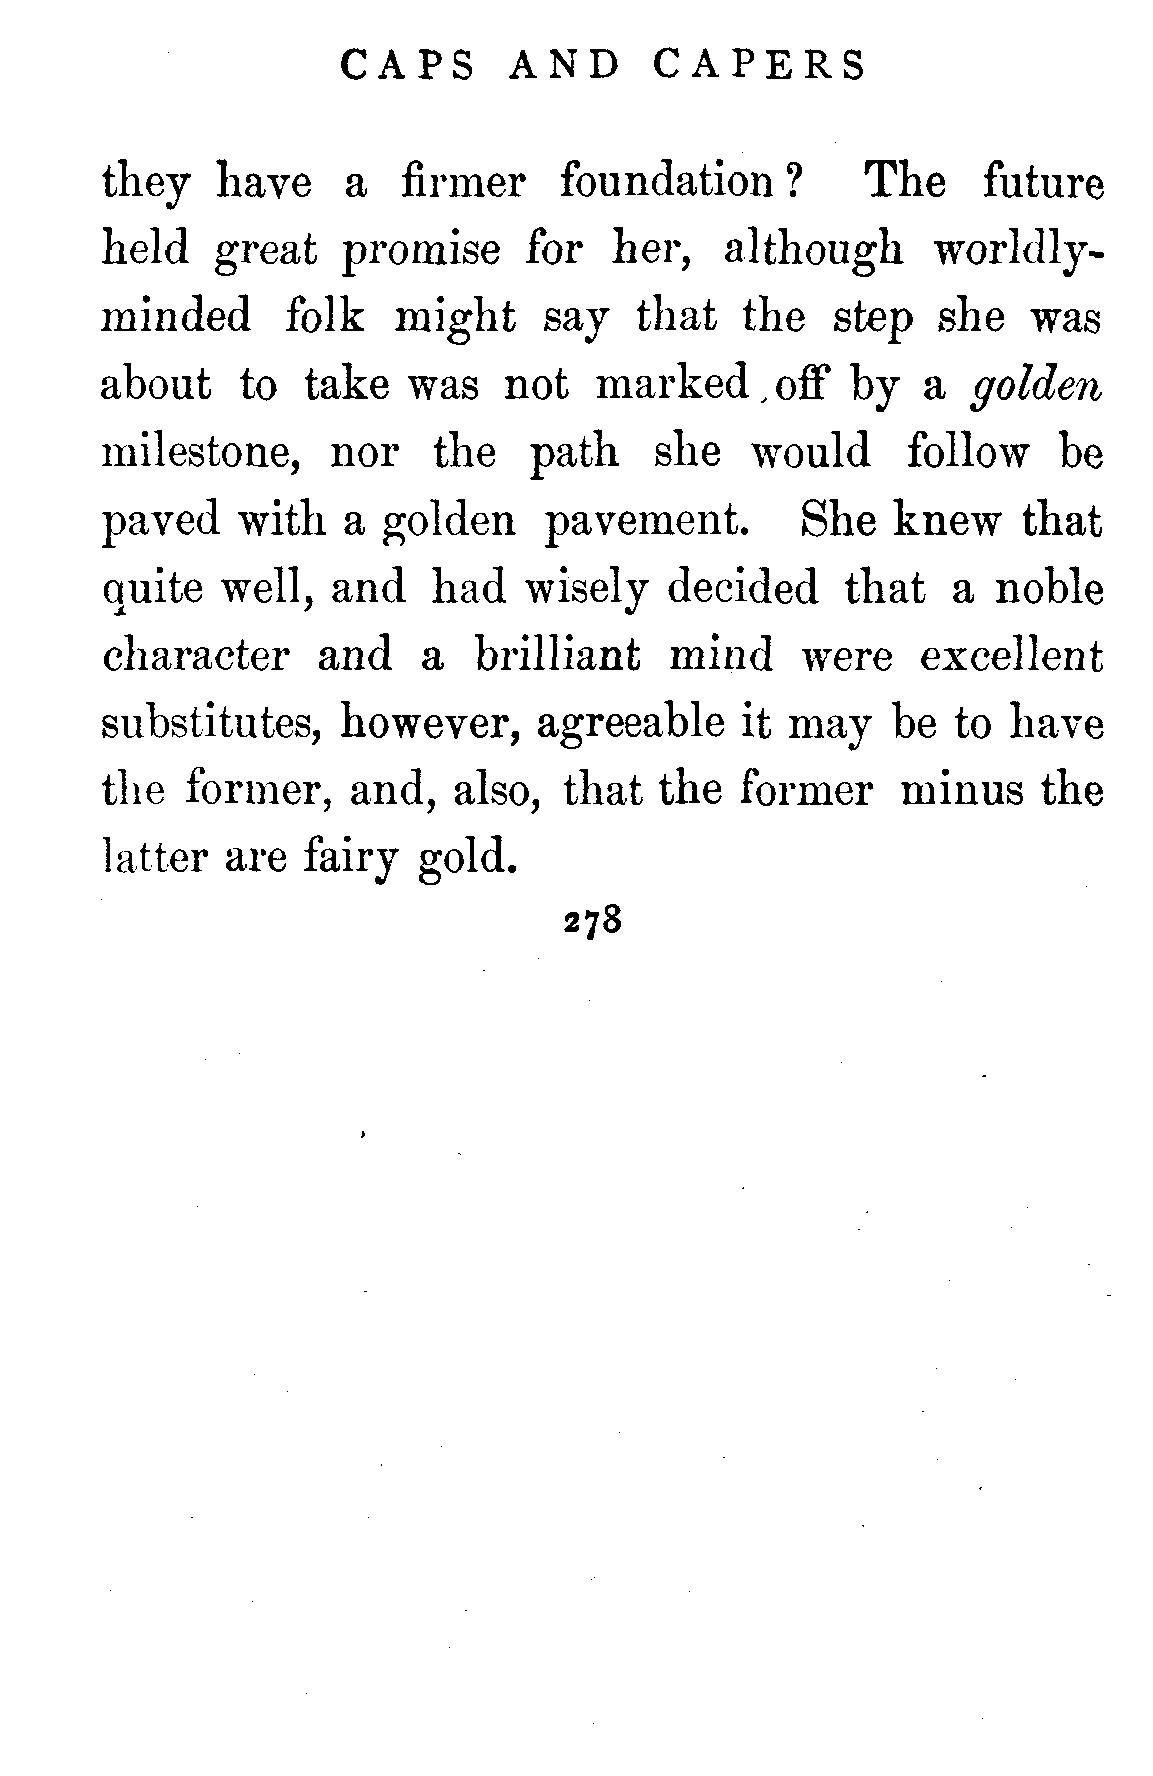 CAPS AND CAPERS
they have a firmer foundation? The future
held great promise for her, although worldly-
minded folk might say that the step she was
about to take was not marked off by a golden
milestone, nor the path she would follow be
paved with a golden pavement. She knew that
quite well, and had wisely decided that a noble
character and a brilliant mind were excellent
substitutes, however, agreeable it may be to have
the former, and, also, that the former minus the
latter are fairy gold.
278